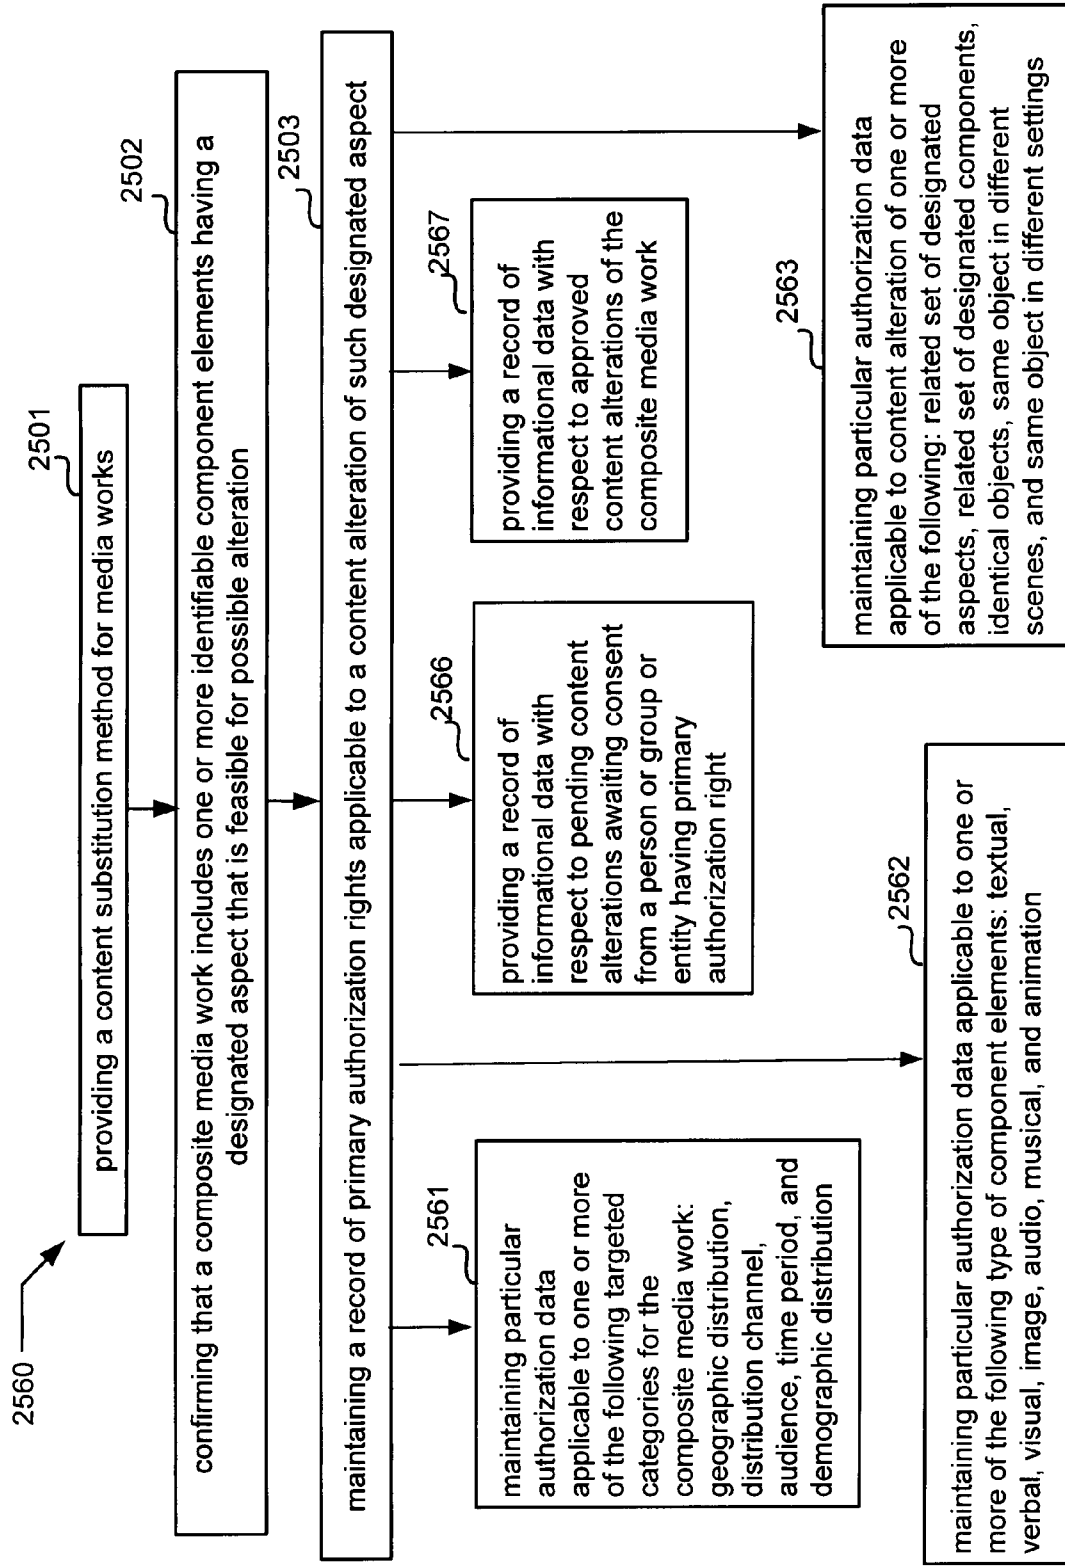 2560
2501
providing a content substitution method for media works
2502
confirming that a composite media work includes one or more identifiable component elements having a
designated aspect that is feasible for possible alteration
2503
maintaining a record of primary authorization rights applicable to a content alteration of such designated aspect
2561
maintaining particular
authorization data
applicable to one or more
of the following targeted
categories for the
composite media work:
geographic distribution,
distribution channel,
audience, time period, and
demographic distribution
2566
providing a record of
informational data with
respect to pending content
alterations awaiting consent
from a person or group or
entity having primary
authorization right
2567
providing a record of
informational data with
respect to approved
content alterations of the
composite media work
2562
maintaining particular authorization data applicable to one or
more of the following type of component elements: textual,
verbal, visual, image, audio, musical, and animation
2563
maintaining particular authorization data
applicable to content alteration of one or more
of the following: related set of designated
aspects, related set of designated components,
identical objects, same object in different
scenes, and same object in different settings